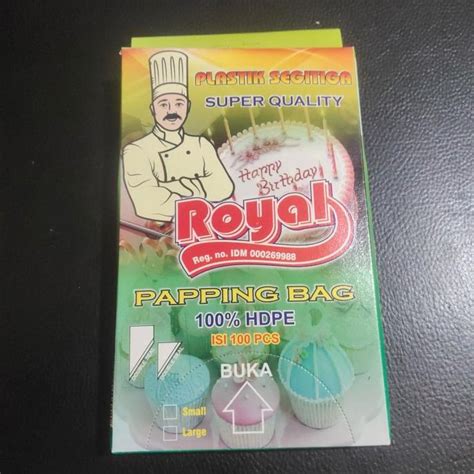 PLASTIK SEGITIGA
SUPER QUALITY
Happy
Birthday
Royal
Reg. no. IDM 000269988
PAPPING BAG
100% HDPE
ISI 100 PCS
BUKA
Small
Large